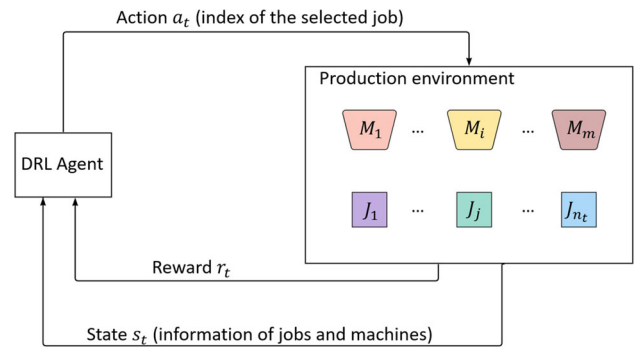 Action a_t (index of the selected job)
Production environment
M_1 ... M_i ... M_m
DRL Agent
J_1 ... J_j ... J_{n_t}
Reward r_t
State s_t (information of jobs and machines)